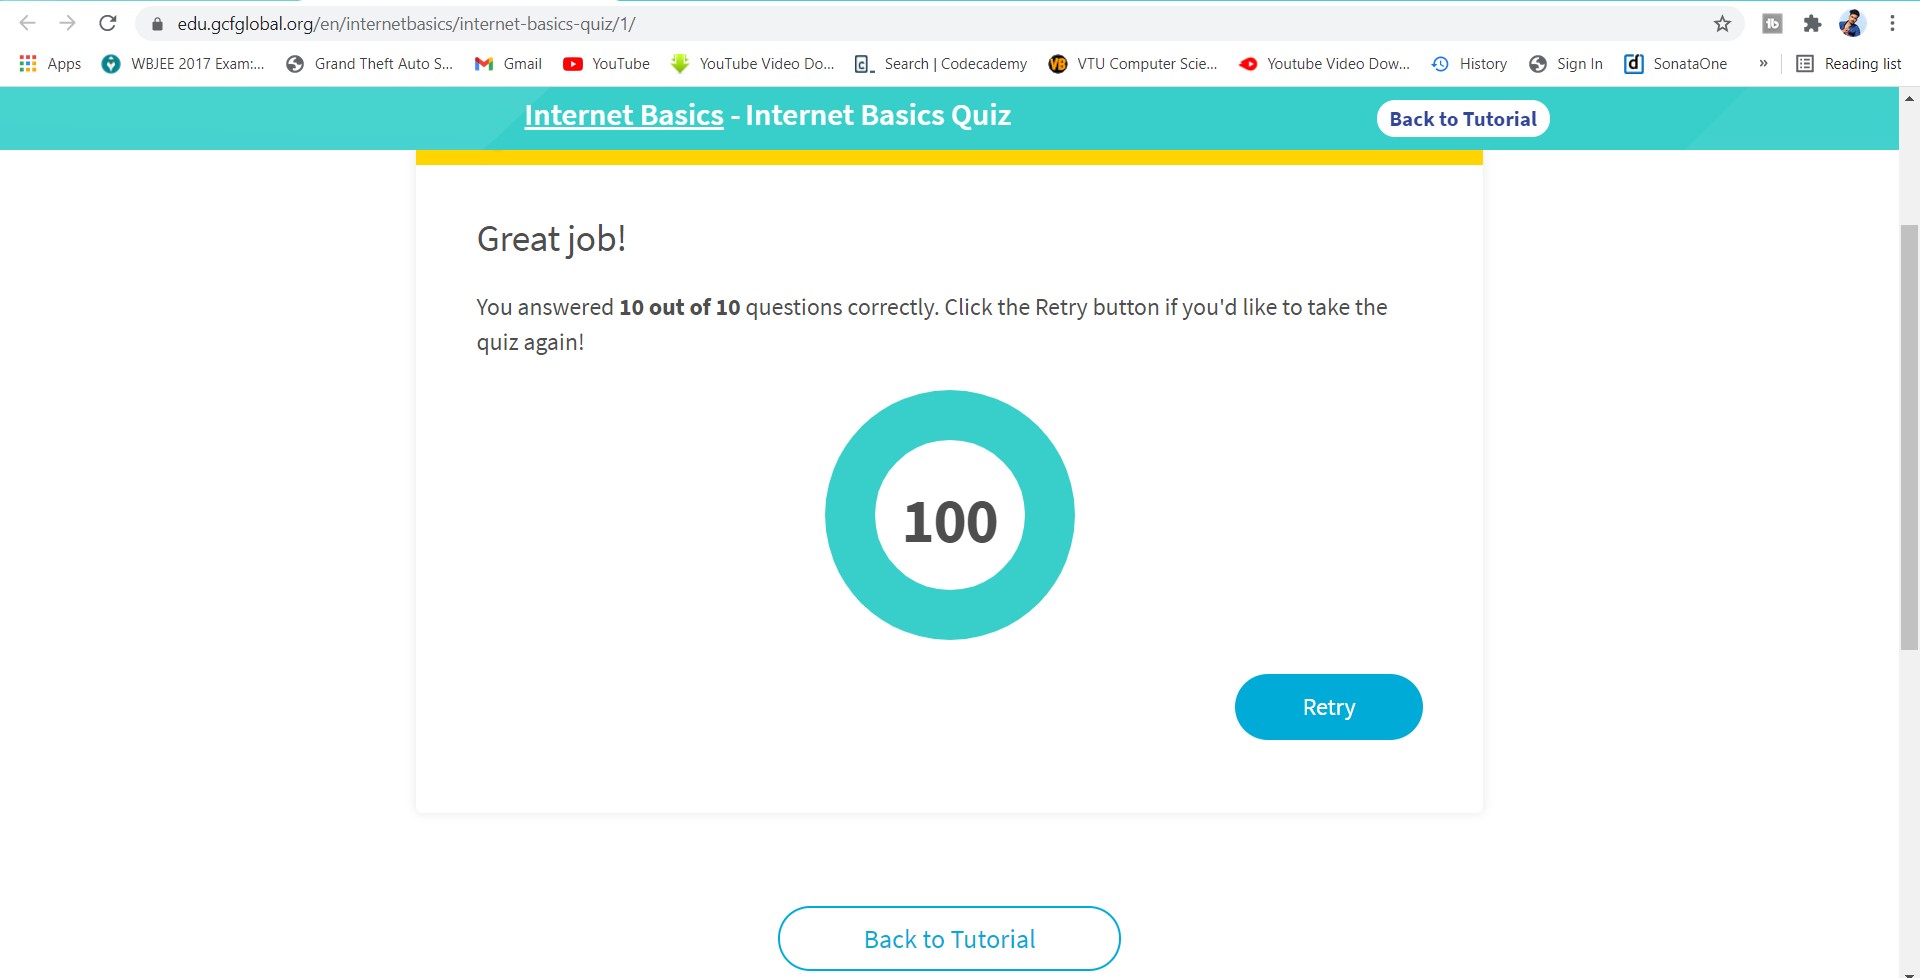 edu.gcfglobal.org/en/internetbasics/internet-basics-quiz/1/
Apps WBJEE 2017 Exam:... Grand Theft Auto S... Gmail YouTube YouTube Video Do... Search | Codecademy VTU Computer Scie... Youtube Video Dow... History Sign In SonataOne » Reading list
Internet Basics - Internet Basics Quiz Back to Tutorial
Great job!
You answered 10 out of 10 questions correctly. Click the Retry button if you'd like to take the
quiz again!
100
Retry
Back to Tutorial